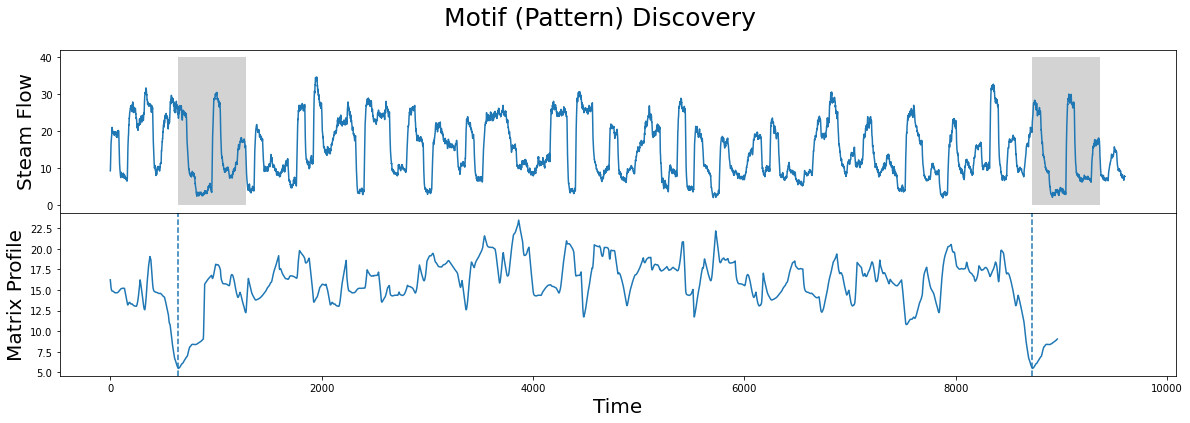 Motif (Pattern) Discovery
Steam Flow
40
30
20
10
0
Matrix Profile
22.5
20.0
17.5
15.0
12.5
10.0
7.5
5.0
0 2000 4000 6000 8000 10000
Time